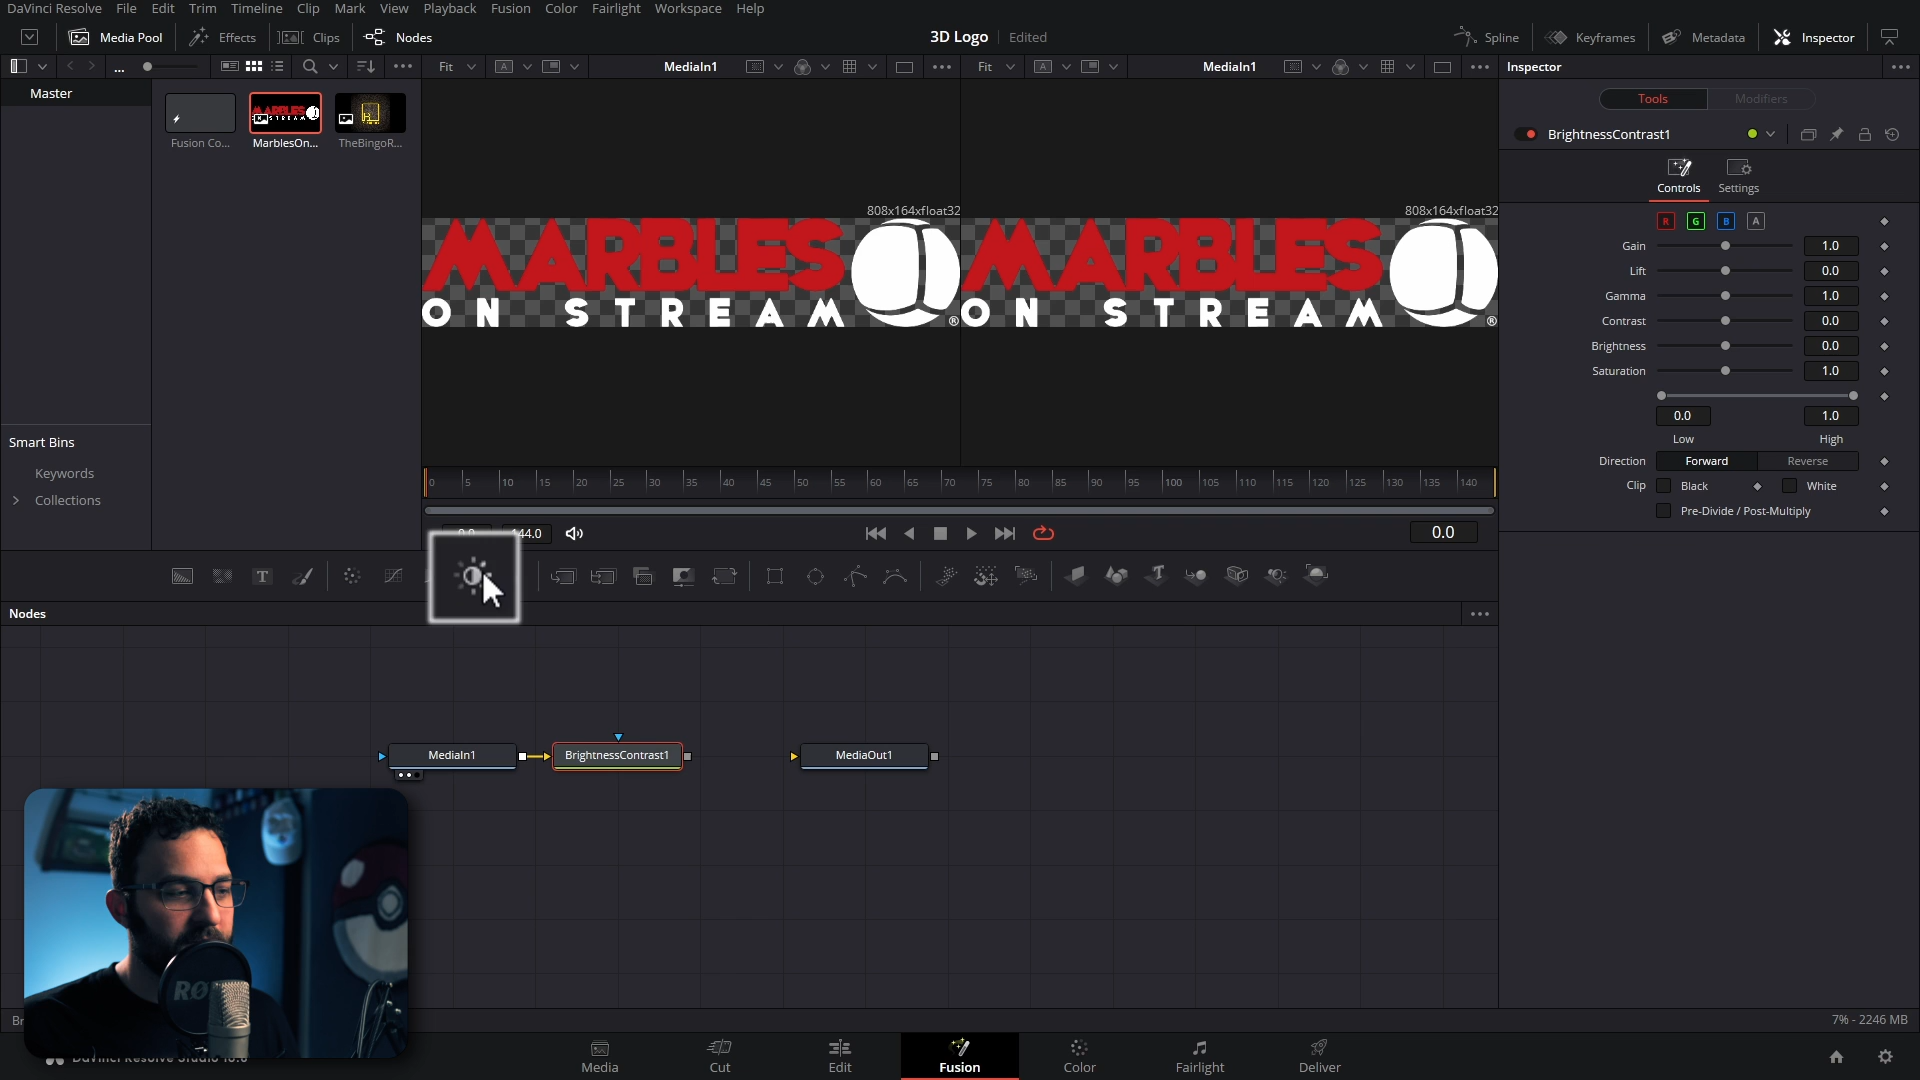 DaVinci Resolve File Edit Trim Timeline Clip Mark View Playback Fusion Color Fairlight Workspace Help
Media Pool Effects Clips Nodes 3D Logo Edited Spline Keyframes Metadata Inspector
... Fit A MediaIn1 Fit A MediaIn1 Inspector
Master
Fusion Co... MarblesOn... TheBingoR...
Tools Modifiers
BrightnessContrast1
Controls Settings
808x164xfloat32 808x164xfloat32
MARBLES
ON STREAM ®
MARBLES
ON STREAM ®
R G B A
Gain 1.0
Lift 0.0
Gamma 1.0
Contrast 0.0
Brightness 0.0
Saturation 1.0
0.0 1.0
Low High
Direction Forward Reverse
Clip Black White
Pre-Divide / Post-Multiply
Smart Bins
Keywords
Collections
0 5 10 15 20 25 30 35 40 45 50 55 60 65 70 75 80 85 90 95 100 105 110 115 120 125 130 135 140
44.0 0.0
T T
Nodes
MediaIn1 BrightnessContrast1 MediaOut1
RØ
Br
7% - 2246 MB
Media Cut Edit Fusion Color Fairlight Deliver